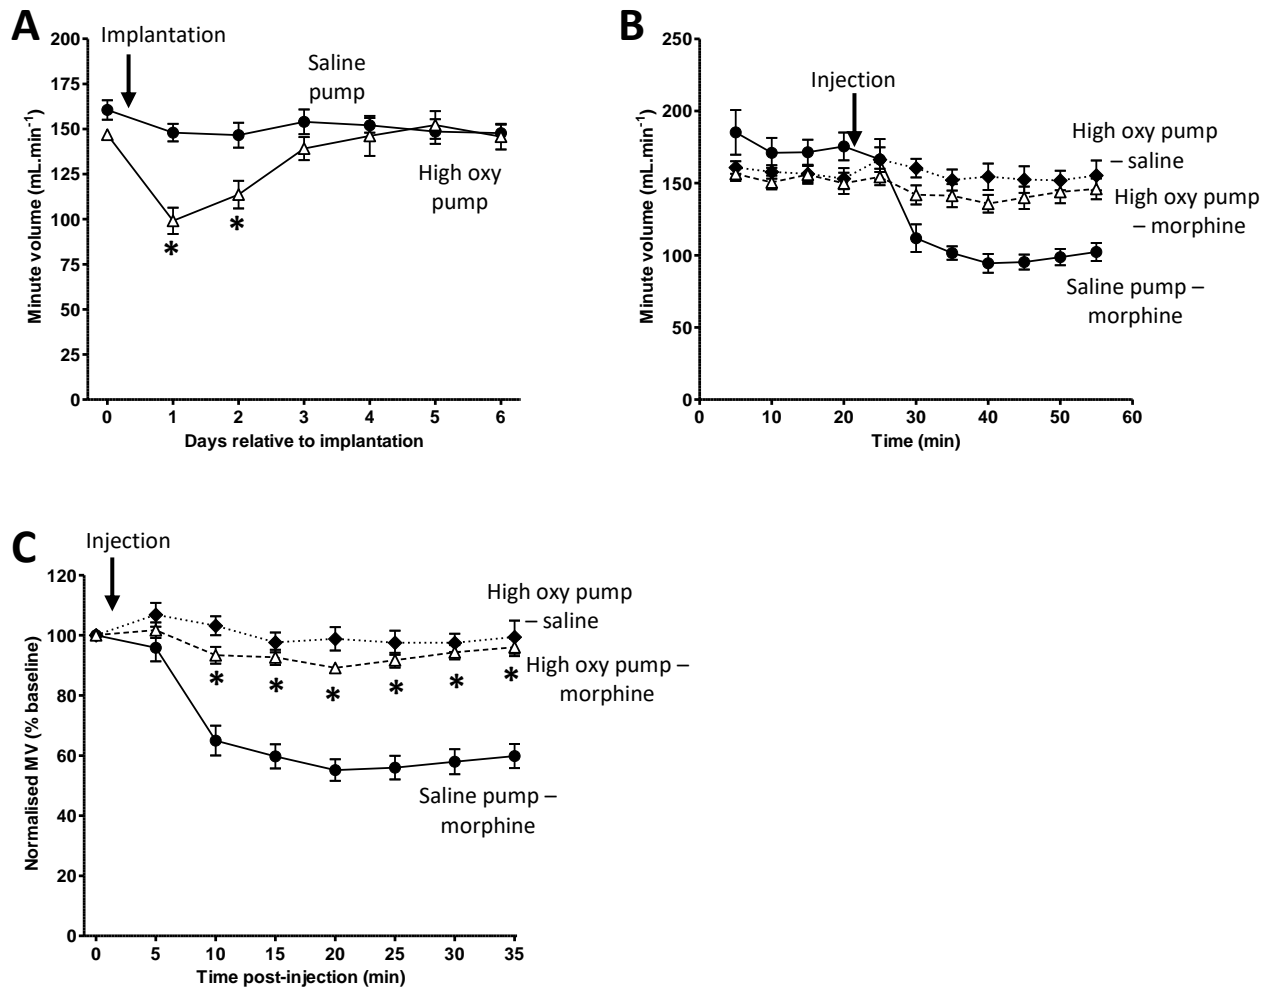 A
Implantation
200
175
150
125
100
75
50
25
0
Minute volume (mL.min⁻¹)
Saline
pump
High oxy
pump
*
*
0 1 2 3 4 5 6
Days relative to implantation
B
250
200
150
100
50
0
Minute volume (mL.min⁻¹)
Injection
High oxy pump
– saline
High oxy pump
– morphine
Saline pump –
morphine
0 10 20 30 40 50 60
Time (min)
C
Injection
120
100
80
60
40
20
0
Normalised MV (% baseline)
High oxy pump
– saline
High oxy pump –
morphine
* * * * * *
Saline pump –
morphine
0 5 10 15 20 25 30 35
Time post-injection (min)